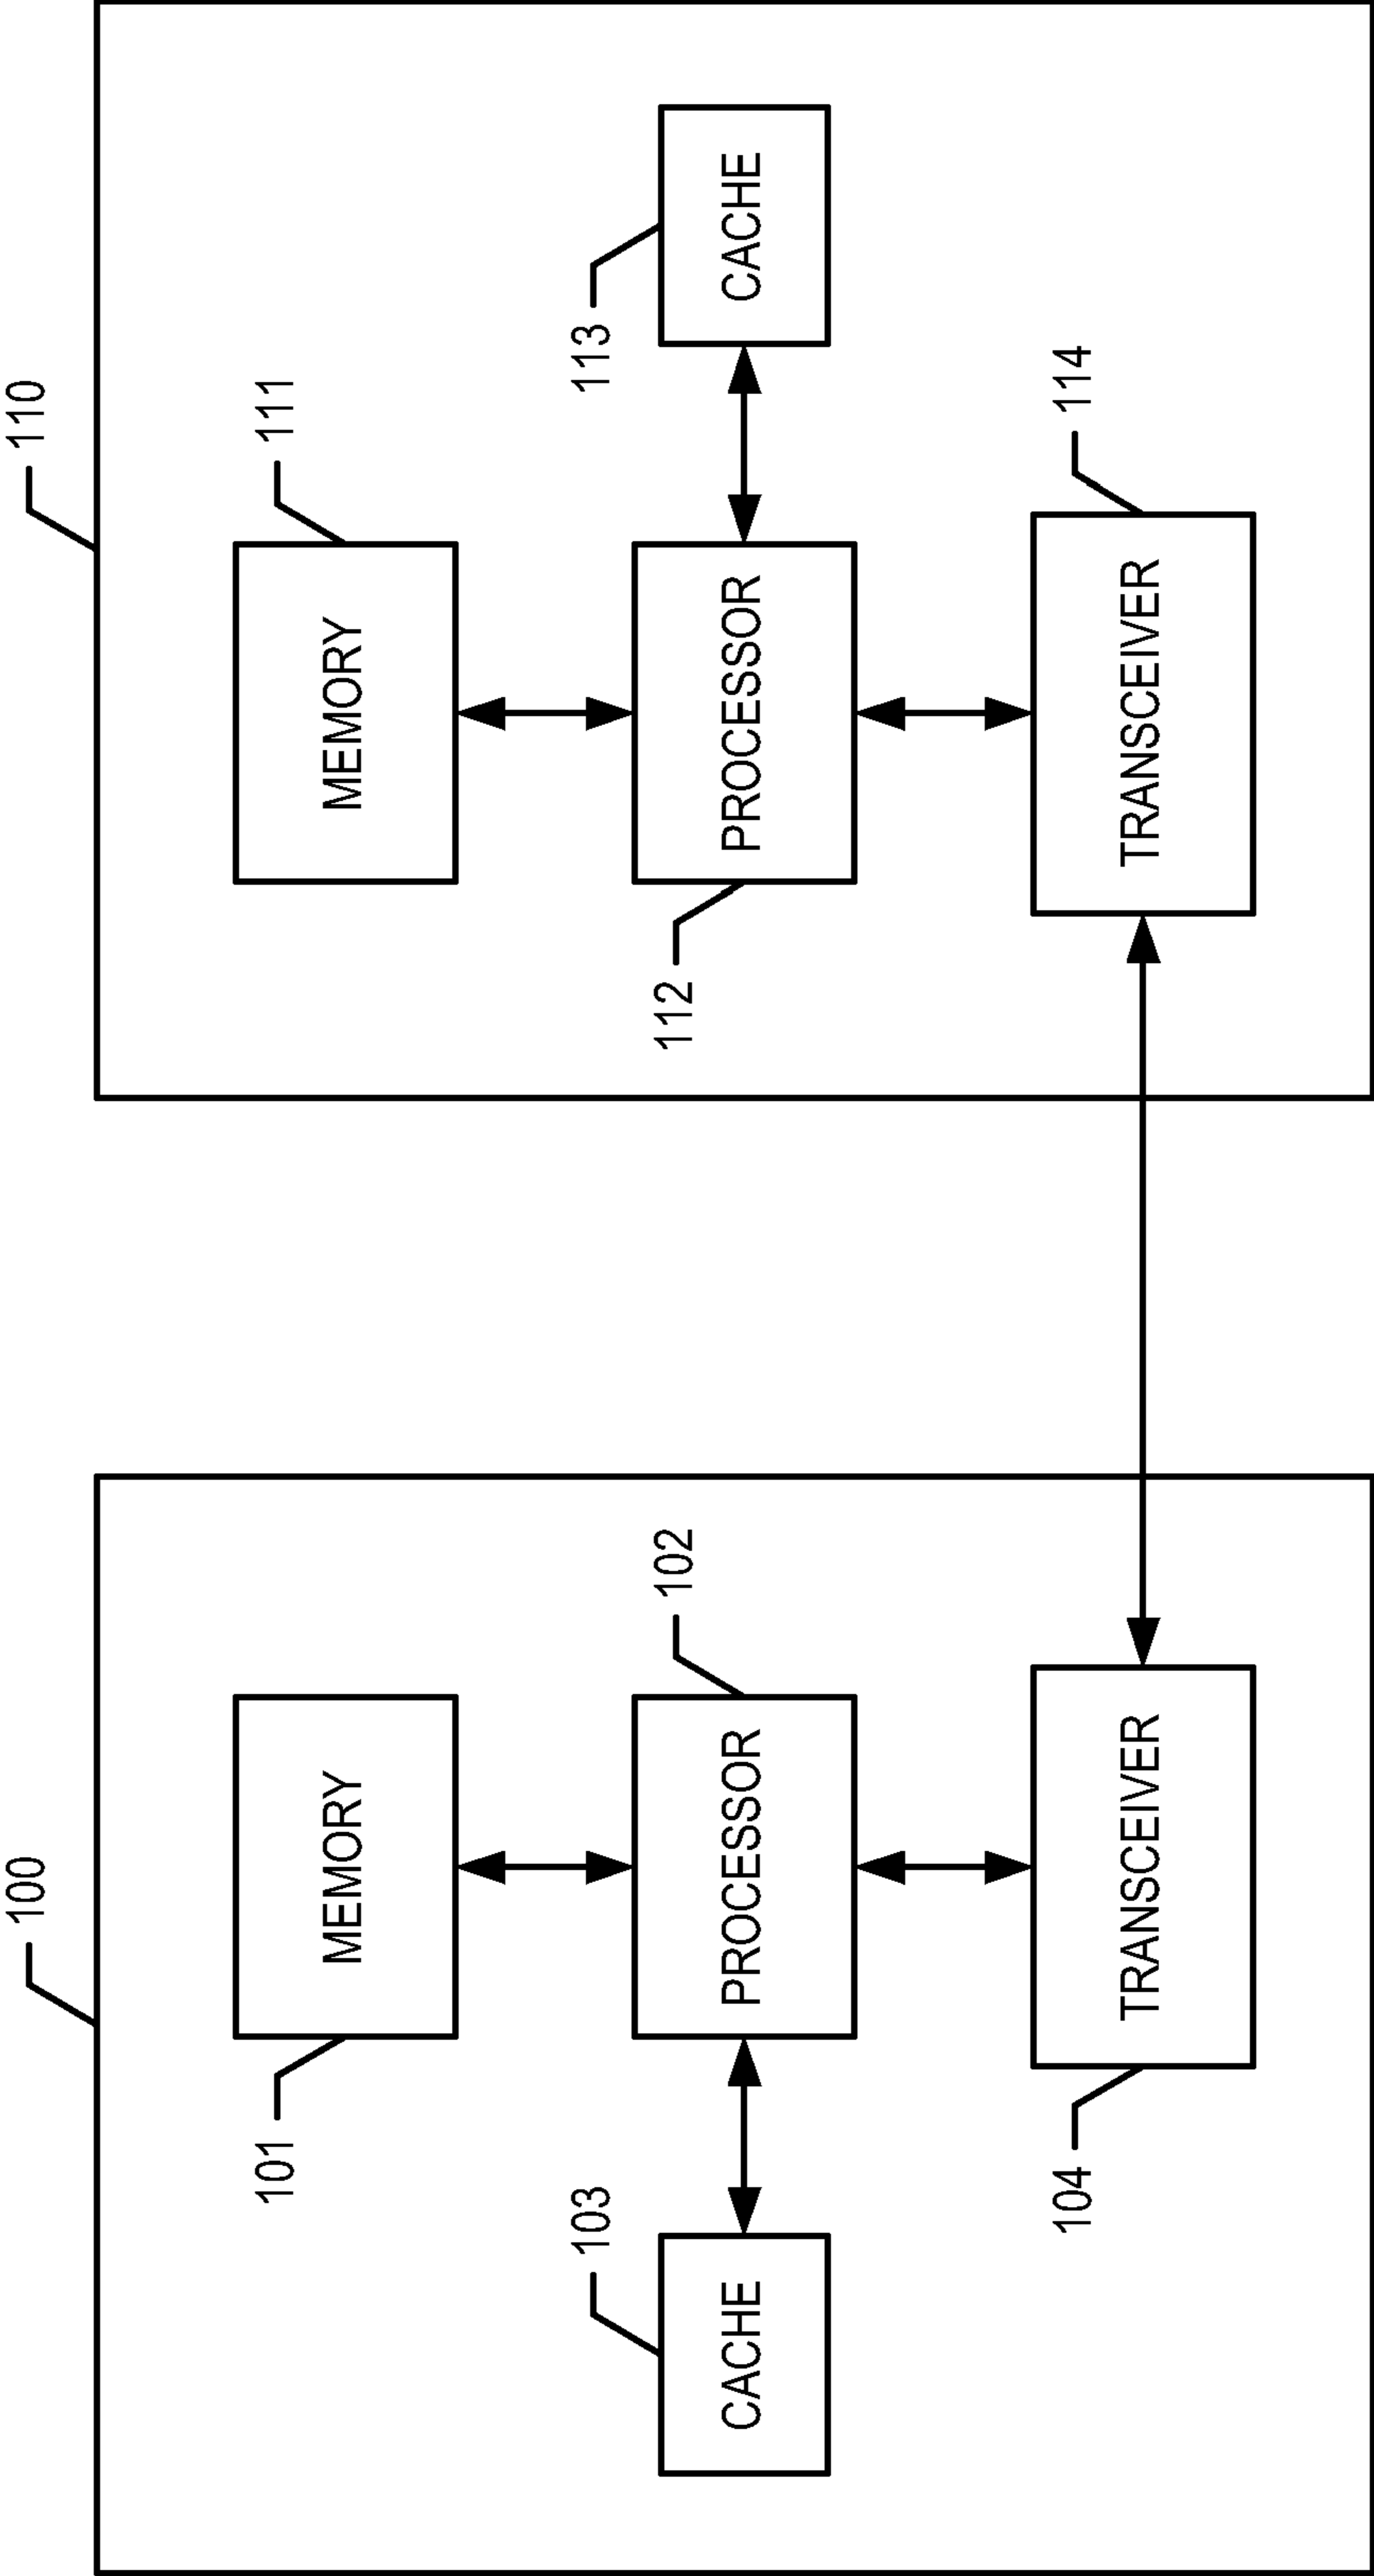 100
110
MEMORY
101
MEMORY
111
103
CACHE
PROCESSOR
102
112
PROCESSOR
113
CACHE
104
TRANSCEIVER
TRANSCEIVER
114